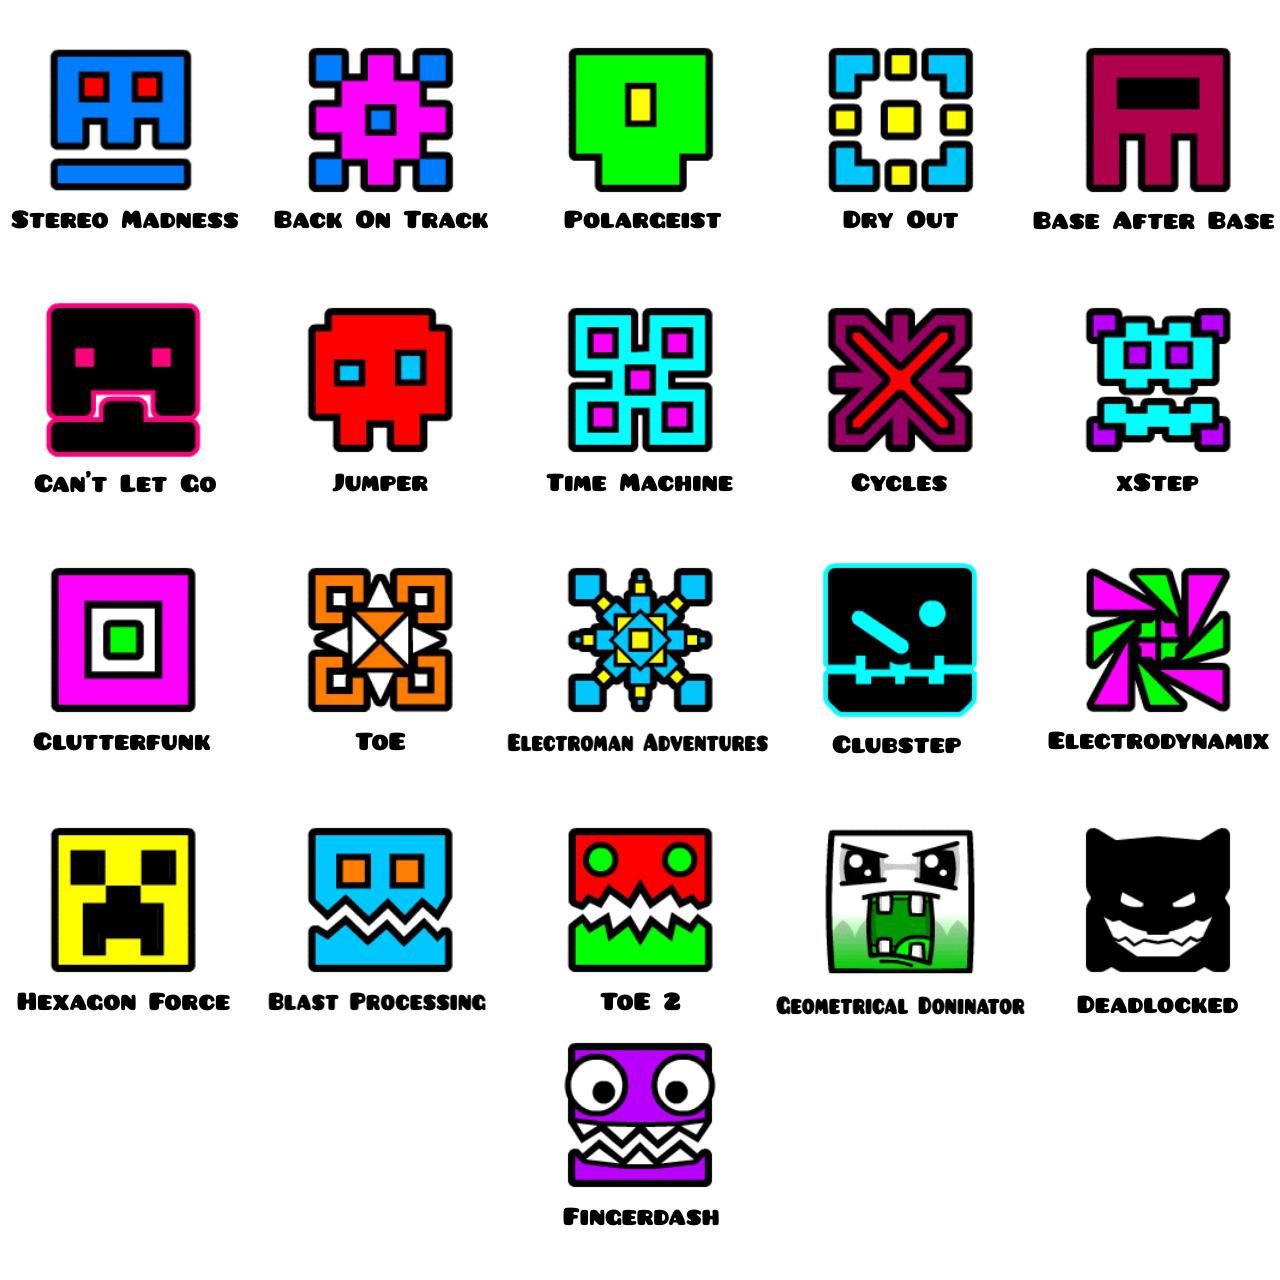 Stereo Madness
Back On Track
Polargeist
Dry Out
Base After Base
Can't Let Go
Jumper
Time Machine
Cycles
xStep
Clutterfunk
ToE
Electroman Adventures
Clubstep
Electrodynamix
Hexagon Force
Blast Processing
ToE 2
Geometrical Doninator
Deadlocked
Fingerdash